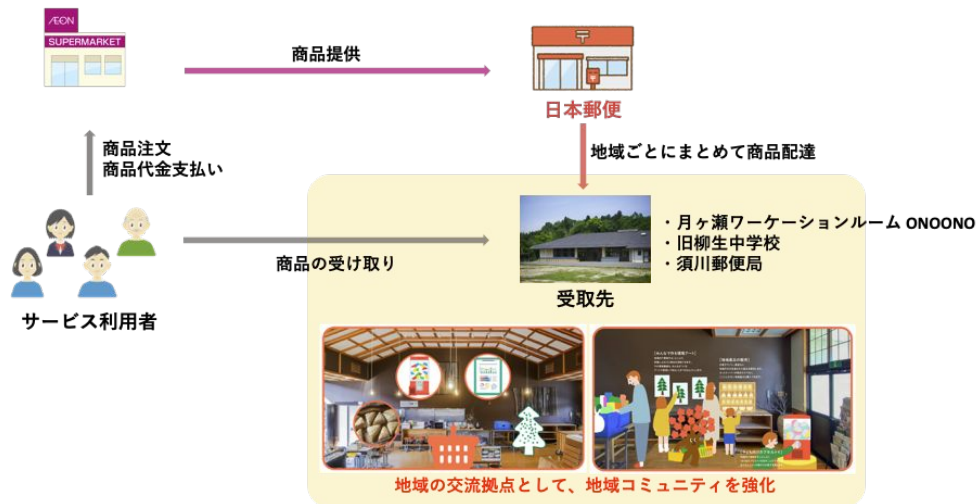 ÆON
SUPERMARKET
商品提供
日本郵便
商品注文
商品代金支払い
地域ごとにまとめて商品配達
・月ヶ瀬ワーケーションルーム ONOONO
・旧柳生中学校
・須川郵便局
商品の受け取り
受取先
サービス利用者
地域の交流拠点として、地域コミュニティを強化